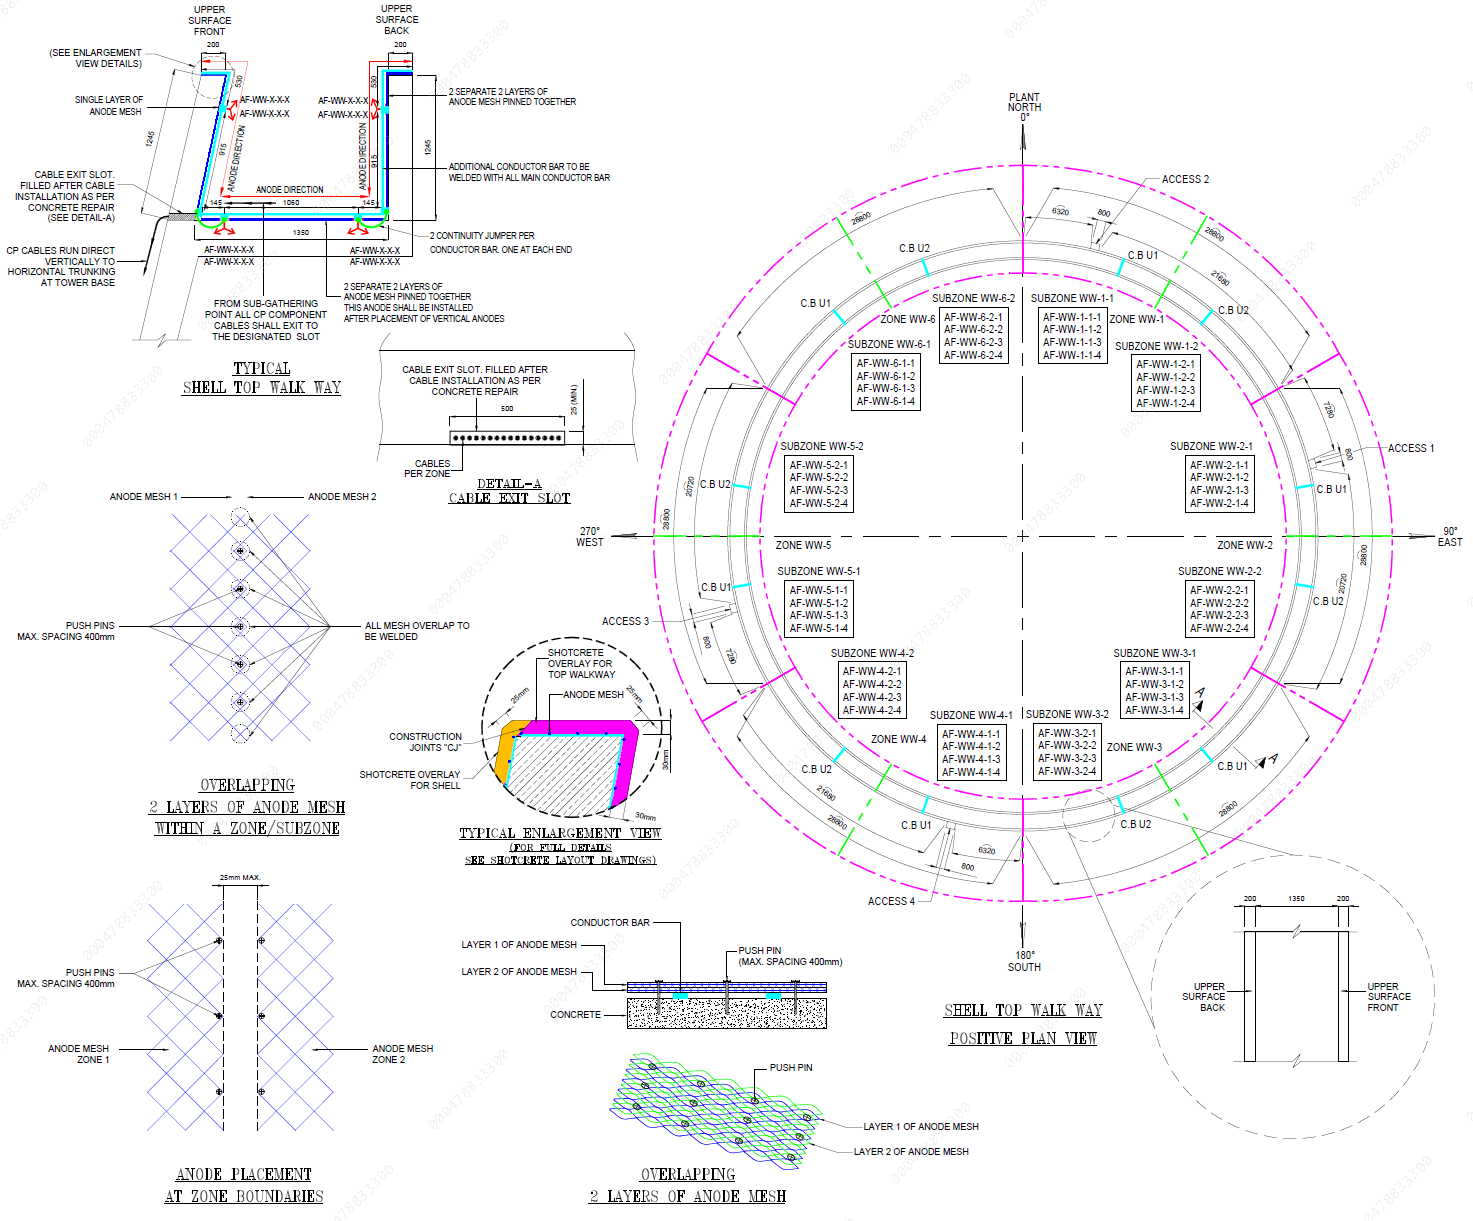 UPPER
SURFACE
FRONT
200
UPPER
SURFACE
BACK
200
(SEE ENLARGEMENT
VIEW DETAILS)
SINGLE LAYER OF
ANODE MESH
530
AF-WW-X-X-X
AF-WW-X-X-X
1245
915
ANODE DIRECTION
530
AF-WW-X-X-X
AF-WW-X-X-X
915
ANODE DIRECTION
1245
2 SEPARATE 2 LAYERS OF
ANODE MESH PINNED TOGETHER
ADDITIONAL CONDUCTOR BAR TO BE
WELDED WITH ALL MAIN CONDUCTOR BAR
CABLE EXIT SLOT.
FILLED AFTER CABLE
INSTALLATION AS PER
CONCRETE REPAIR
(SEE DETAIL-A)
ANODE DIRECTION
145
1060
145
1350
AF-WW-X-X-X
AF-WW-X-X-X
AF-WW-X-X-X
AF-WW-X-X-X
2 CONTINUITY JUMPER PER
CONDUCTOR BAR. ONE AT EACH END
CP CABLES RUN DIRECT
VERTICALLY TO
HORIZONTAL TRUNKING
AT TOWER BASE
FROM SUB-GATHERING
POINT ALL CP COMPONENT
CABLES SHALL EXIT TO
THE DESIGNATED SLOT
2 SEPARATE 2 LAYERS OF
ANODE MESH PINNED TOGETHER
THIS ANODE SHALL BE INSTALLED
AFTER PLACEMENT OF VERTICAL ANODES
TYPICAL
SHELL TOP WALK WAY
CABLE EXIT SLOT. FILLED AFTER
CABLE INSTALLATION AS PER
CONCRETE REPAIR
500
25 (MIN.)
CABLES
PER ZONE
DETAIL-A
CABLE EXIT SLOT
ANODE MESH 1
ANODE MESH 2
PUSH PINS
MAX. SPACING 400mm
ALL MESH OVERLAP TO
BE WELDED
OVERLAPPING
2 LAYERS OF ANODE MESH
WITHIN A ZONE/SUBZONE
SHOTCRETE
OVERLAY FOR
TOP WALKWAY
ANODE MESH
25mm
25mm
CONSTRUCTION
JOINTS "CJ"
SHOTCRETE OVERLAY
FOR SHELL
30mm
30mm
TYPICAL ENLARGEMENT VIEW
(FOR FULL DETAILS
SEE SHOTCRETE LAYOUT DRAWINGS)
25mm MAX.
PUSH PINS
MAX. SPACING 400mm
ANODE MESH
ZONE 1
ANODE MESH
ZONE 2
ANODE PLACEMENT
AT ZONE BOUNDARIES
CONDUCTOR BAR
LAYER 1 OF ANODE MESH
LAYER 2 OF ANODE MESH
CONCRETE
PUSH PIN
(MAX. SPACING 400mm)
PUSH PIN
LAYER 1 OF ANODE MESH
LAYER 2 OF ANODE MESH
OVERLAPPING
2 LAYERS OF ANODE MESH
PLANT
NORTH
0°
ACCESS 2
6320
800
28800
28800
21680
C.B U2
C.B U1
C.B U1
C.B U2
SUBZONE WW-6-2
AF-WW-6-2-1
AF-WW-6-2-2
AF-WW-6-2-3
AF-WW-6-2-4
SUBZONE WW-1-1
AF-WW-1-1-1
AF-WW-1-1-2
AF-WW-1-1-3
AF-WW-1-1-4
ZONE WW-6
ZONE WW-1
SUBZONE WW-6-1
AF-WW-6-1-1
AF-WW-6-1-2
AF-WW-6-1-3
AF-WW-6-1-4
SUBZONE WW-1-2
AF-WW-1-2-1
AF-WW-1-2-2
AF-WW-1-2-3
AF-WW-1-2-4
7280
800
ACCESS 1
SUBZONE WW-5-2
AF-WW-5-2-1
AF-WW-5-2-2
AF-WW-5-2-3
AF-WW-5-2-4
SUBZONE WW-2-1
AF-WW-2-1-1
AF-WW-2-1-2
AF-WW-2-1-3
AF-WW-2-1-4
C.B U2
C.B U1
20720
28800
270°
WEST
ZONE WW-5
ZONE WW-2
90°
EAST
28800
20720
SUBZONE WW-5-1
AF-WW-5-1-1
AF-WW-5-1-2
AF-WW-5-1-3
AF-WW-5-1-4
SUBZONE WW-2-2
AF-WW-2-2-1
AF-WW-2-2-2
AF-WW-2-2-3
AF-WW-2-2-4
C.B U1
C.B U2
ACCESS 3
800
7280
SUBZONE WW-4-2
AF-WW-4-2-1
AF-WW-4-2-2
AF-WW-4-2-3
AF-WW-4-2-4
SUBZONE WW-3-1
AF-WW-3-1-1
AF-WW-3-1-2
AF-WW-3-1-3
AF-WW-3-1-4
A
A
SUBZONE WW-4-1
AF-WW-4-1-1
AF-WW-4-1-2
AF-WW-4-1-3
AF-WW-4-1-4
SUBZONE WW-3-2
AF-WW-3-2-1
AF-WW-3-2-2
AF-WW-3-2-3
AF-WW-3-2-4
ZONE WW-4
ZONE WW-3
C.B U2
C.B U1
C.B U1
C.B U2
21680
28800
28800
6320
800
ACCESS 4
180°
SOUTH
SHELL TOP WALK WAY
POSITIVE PLAN VIEW
200
1350
200
UPPER
SURFACE
BACK
UPPER
SURFACE
FRONT
000478833300